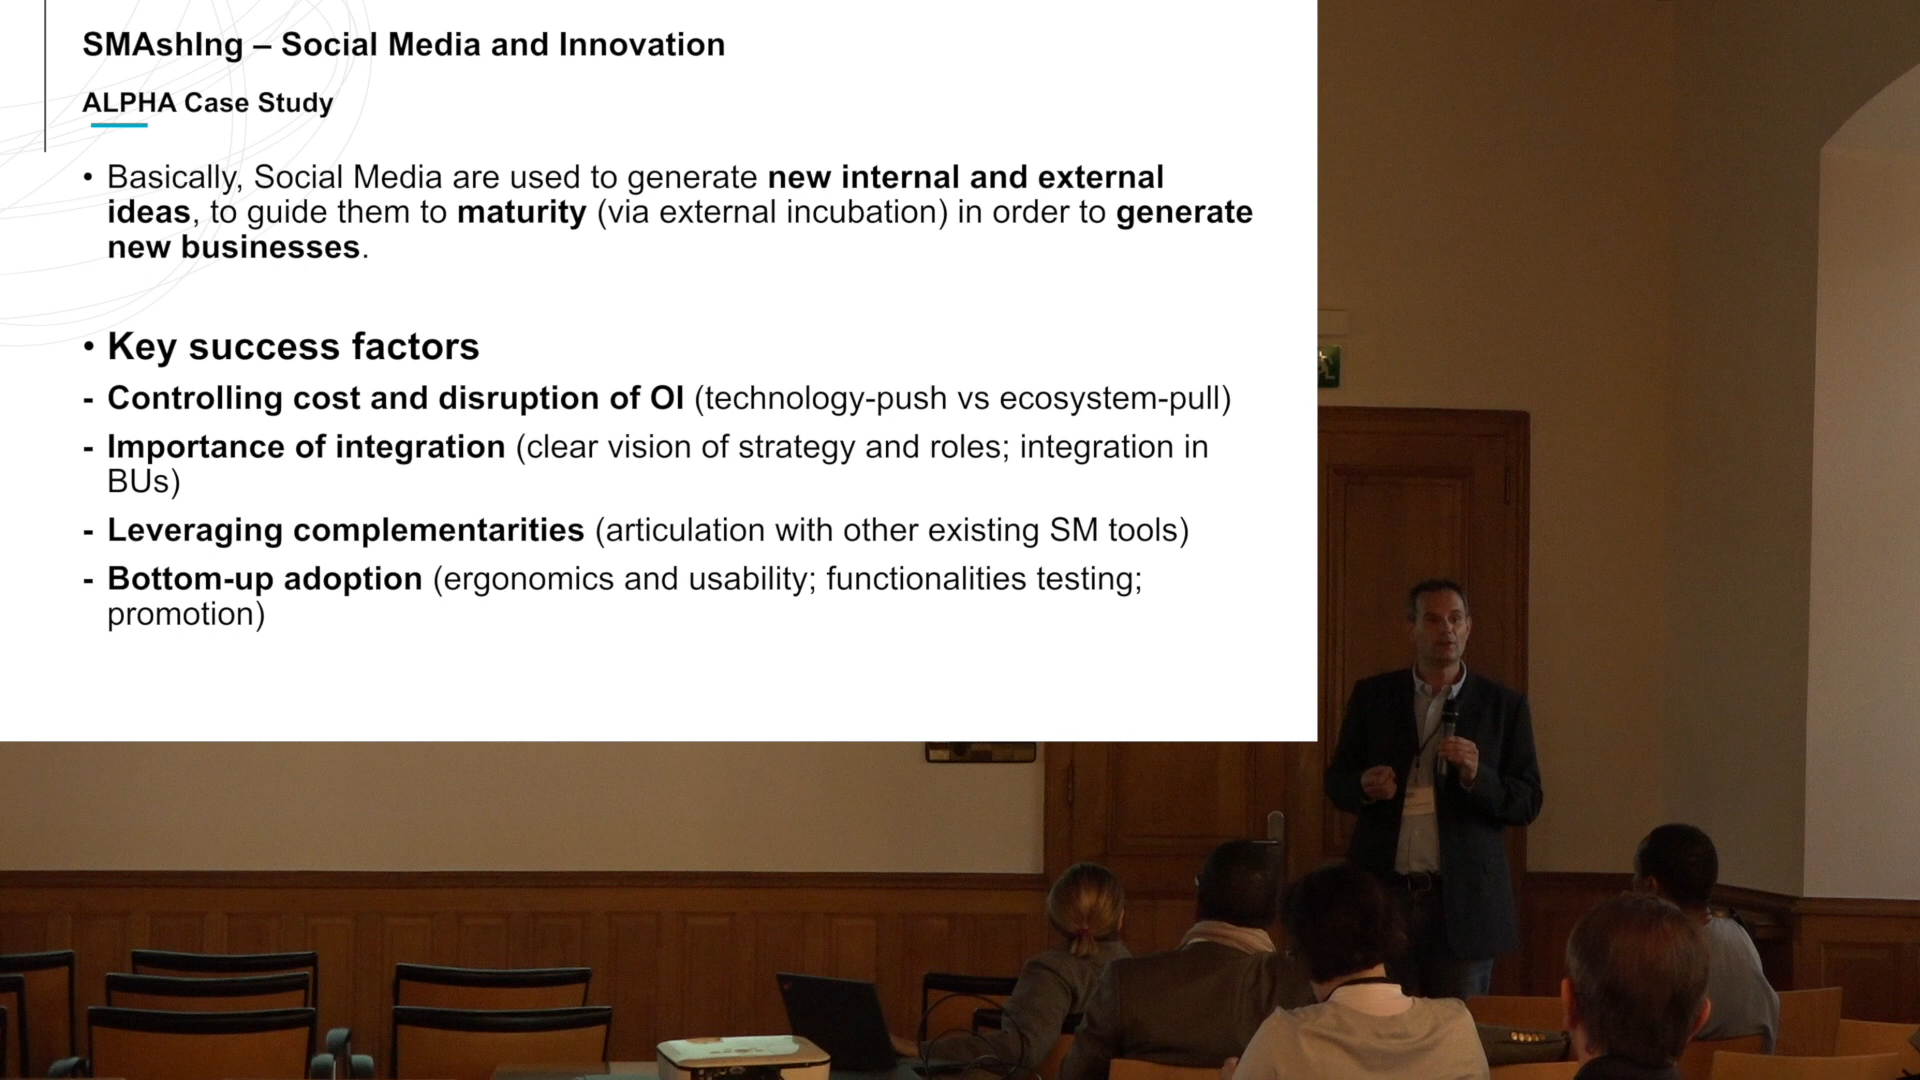 SMAshIng – Social Media and Innovation
ALPHA Case Study
• Basically, Social Media are used to generate new internal and external
ideas, to guide them to maturity (via external incubation) in order to generate
new businesses.
• Key success factors
- Controlling cost and disruption of OI (technology-push vs ecosystem-pull)
- Importance of integration (clear vision of strategy and roles; integration in
BUs)
- Leveraging complementarities (articulation with other existing SM tools)
- Bottom-up adoption (ergonomics and usability; functionalities testing;
promotion)